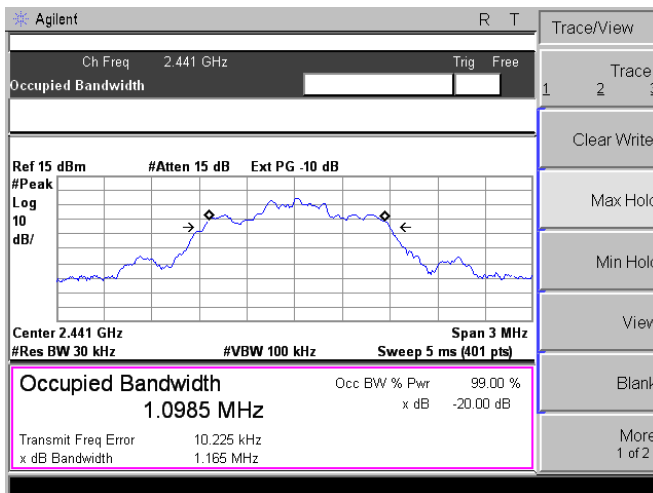 Agilent R T
Ch Freq 2.441 GHz Trig Free
Occupied Bandwidth
Ref 15 dBm #Atten 15 dB Ext PG -10 dB
#Peak
Log
10
dB/
Center 2.441 GHz Span 3 MHz
#Res BW 30 kHz #VBW 100 kHz Sweep 5 ms (401 pts)
Occupied Bandwidth
1.0985 MHz
Occ BW % Pwr 99.00 %
x dB -20.00 dB
Transmit Freq Error 10.225 kHz
x dB Bandwidth 1.165 MHz
Trace/View
Trace
1 2
Clear Write
Max Hold
Min Hold
View
Blank
More
1 of 2